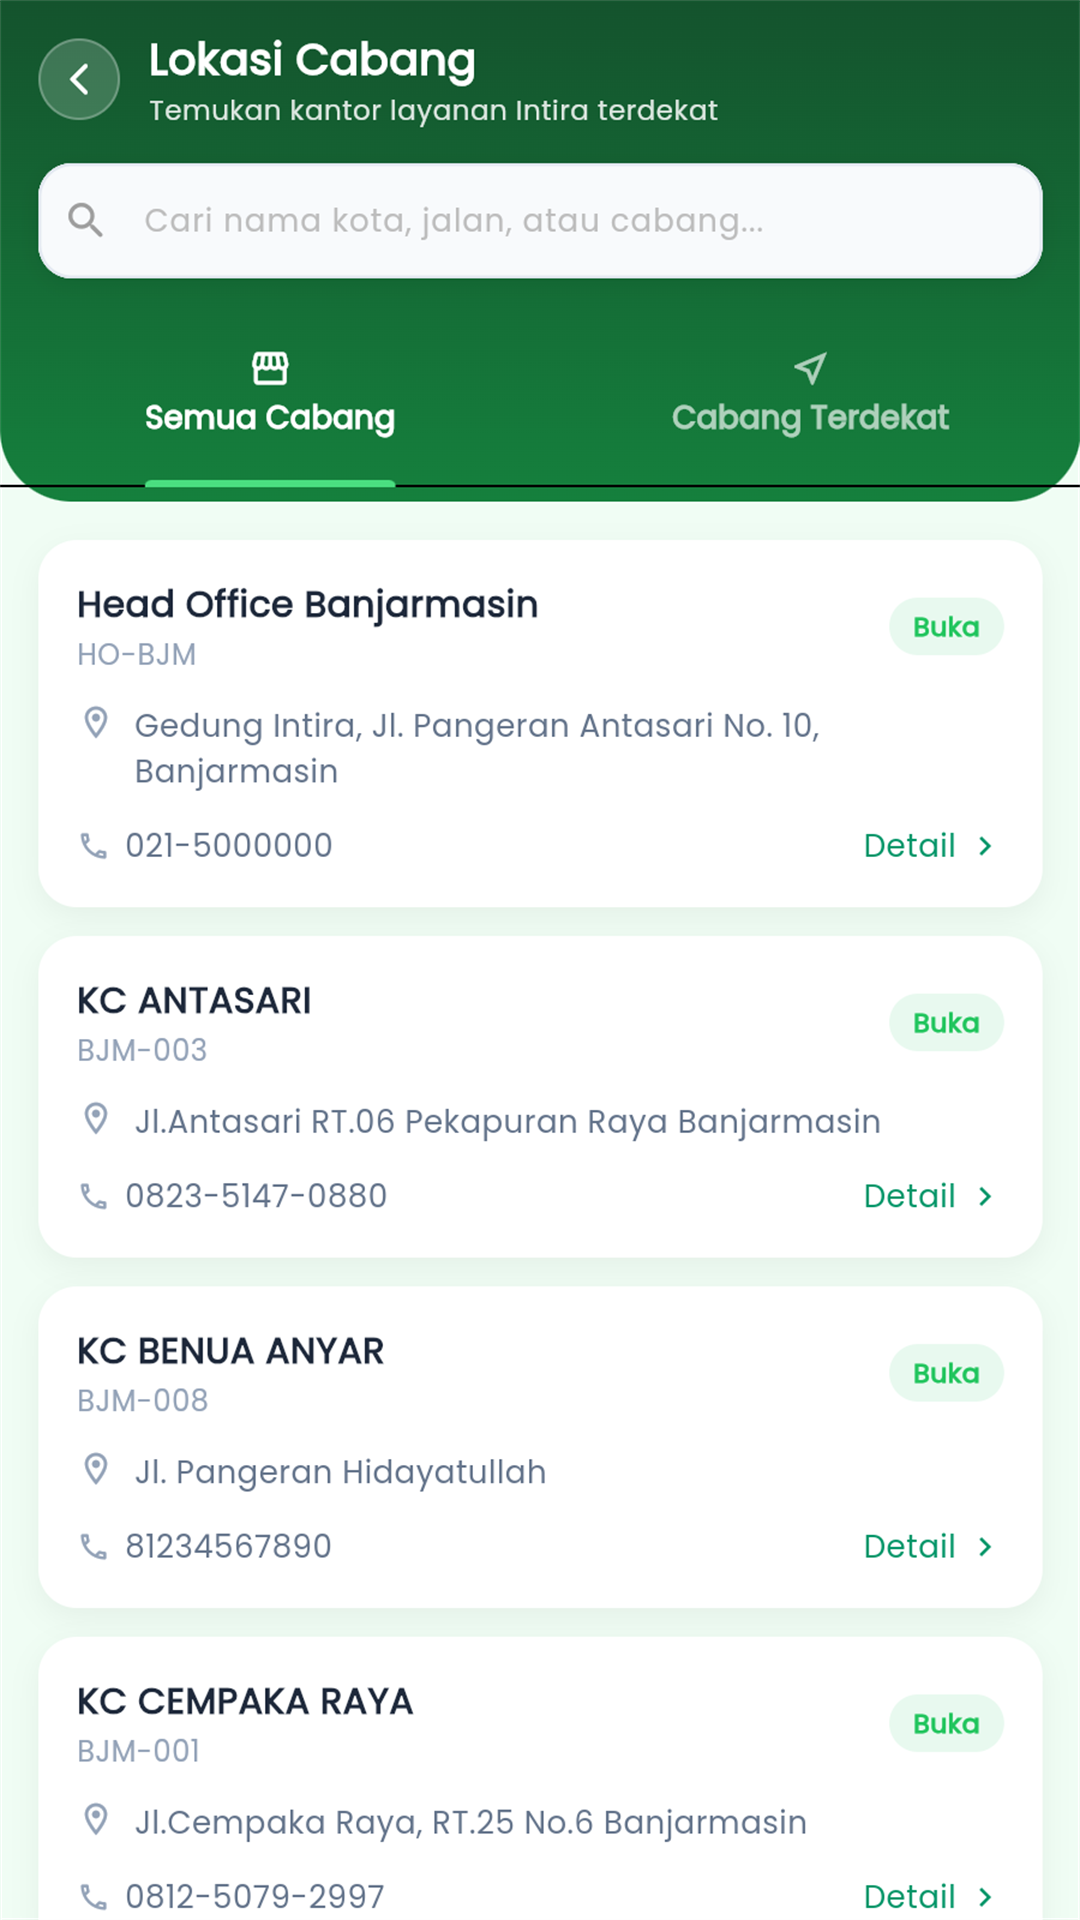 Lokasi Cabang
Temukan kantor layanan Intira terdekat
Cari nama kota, jalan, atau cabang...
Semua Cabang
Cabang Terdekat
Head Office Banjarmasin
Buka
HO-BJM
Gedung Intira, Jl. Pangeran Antasari No. 10,
Banjarmasin
021-5000000
Detail
KC ANTASARI
Buka
BJM-003
Jl.Antasari RT.06 Pekapuran Raya Banjarmasin
0823-5147-0880
Detail
KC BENUA ANYAR
Buka
BJM-008
Jl. Pangeran Hidayatullah
81234567890
Detail
KC CEMPAKA RAYA
Buka
BJM-001
Jl.Cempaka Raya, RT.25 No.6 Banjarmasin
0812-5079-2997
Detail